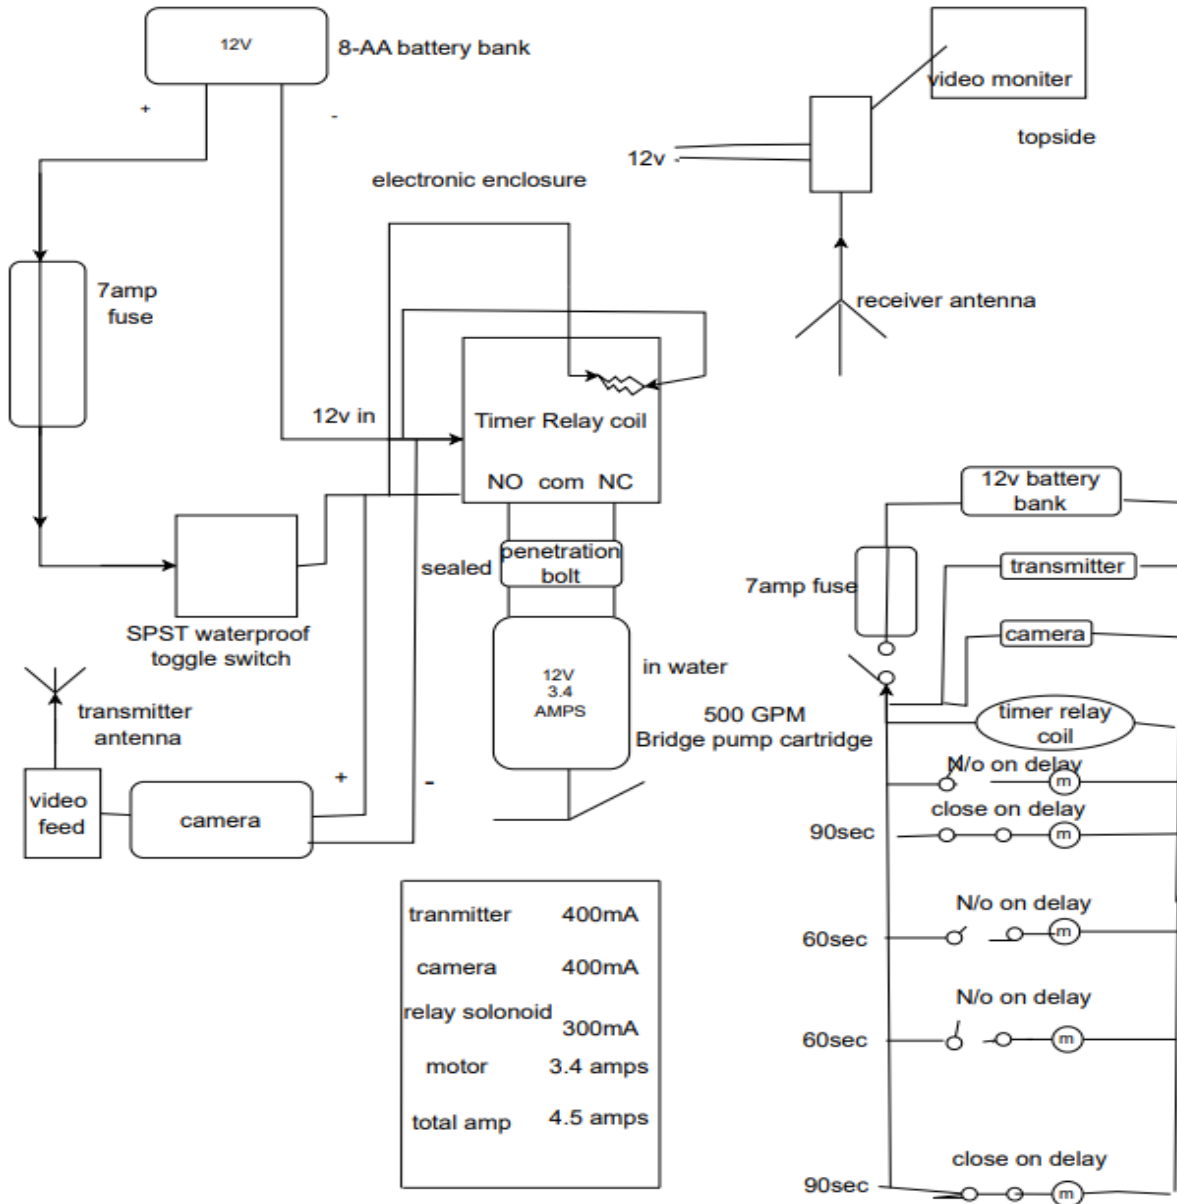 12V
8-AA battery bank
+
-
video moniter
topside
12v
-
electronic enclosure
7amp
fuse
receiver antenna
12v in
Timer Relay coil
NO com NC
sealed
penetration
bolt
SPST waterproof
toggle switch
12V
3.4
AMPS
in water
500 GPM
Bridge pump cartridge
transmitter
antenna
video
feed
camera
+
-
tranmitter 400mA
camera 400mA
relay solonoid
300mA
motor 3.4 amps
total amp 4.5 amps
12v battery
bank
7amp fuse
transmitter
camera
timer relay
coil
N/o on delay
m
close on delay
90sec
m
N/o on delay
60sec
m
N/o on delay
60sec
m
close on delay
90sec
m